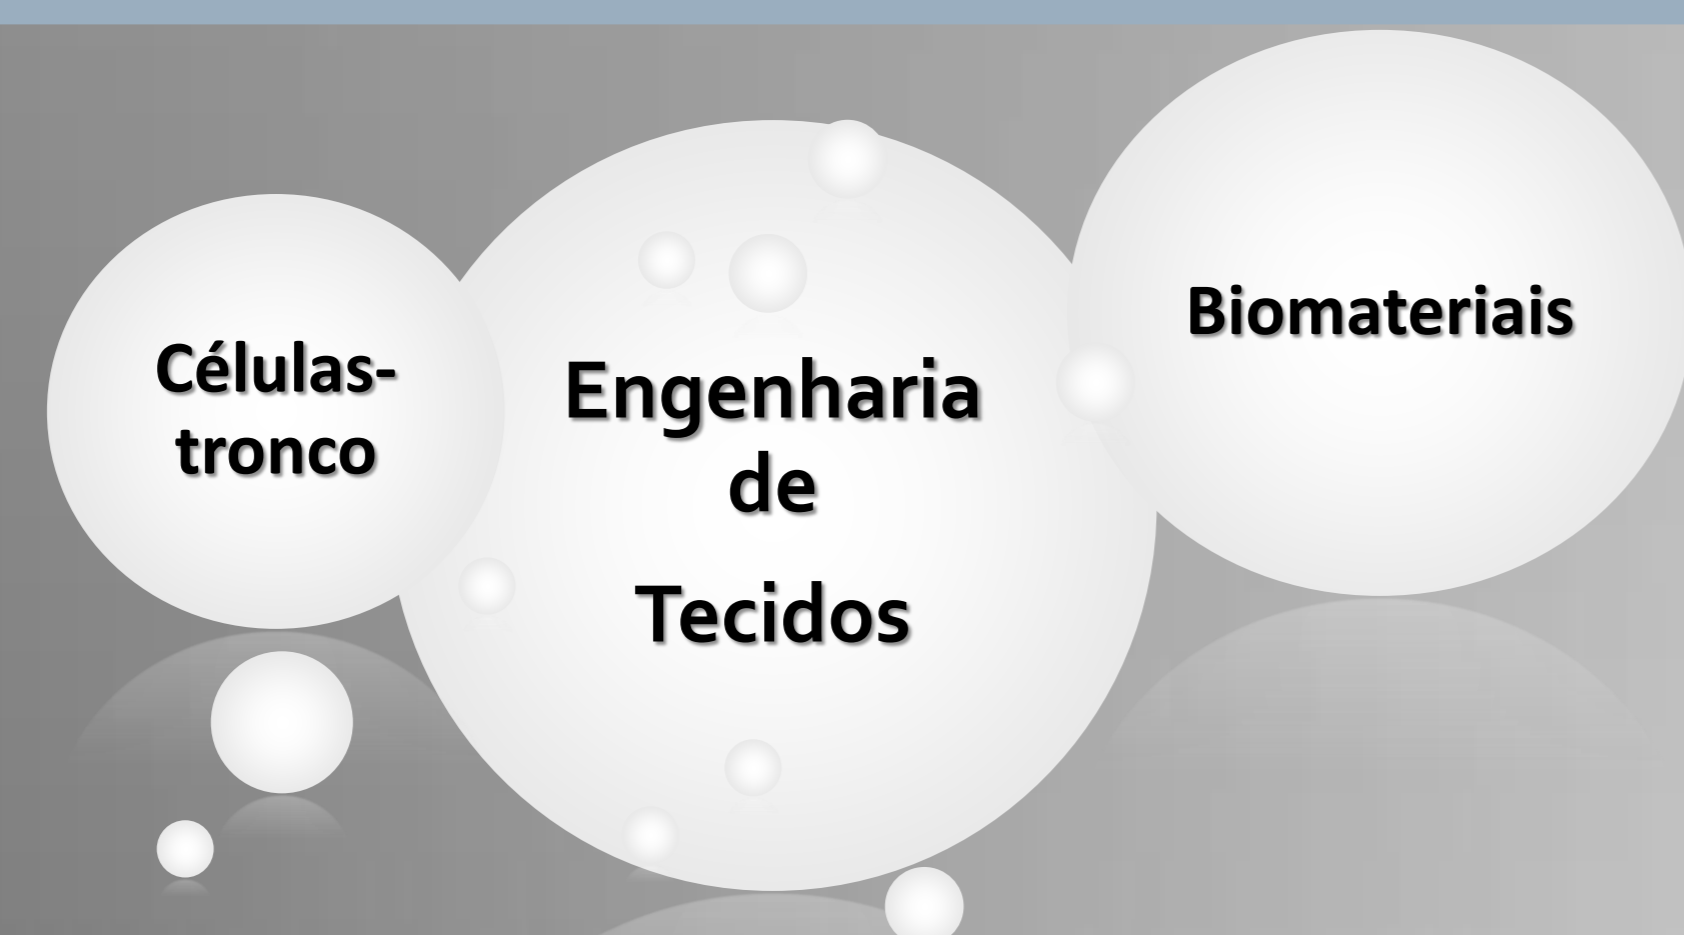 Células-
tronco
Engenharia
de
Tecidos
Biomateriais